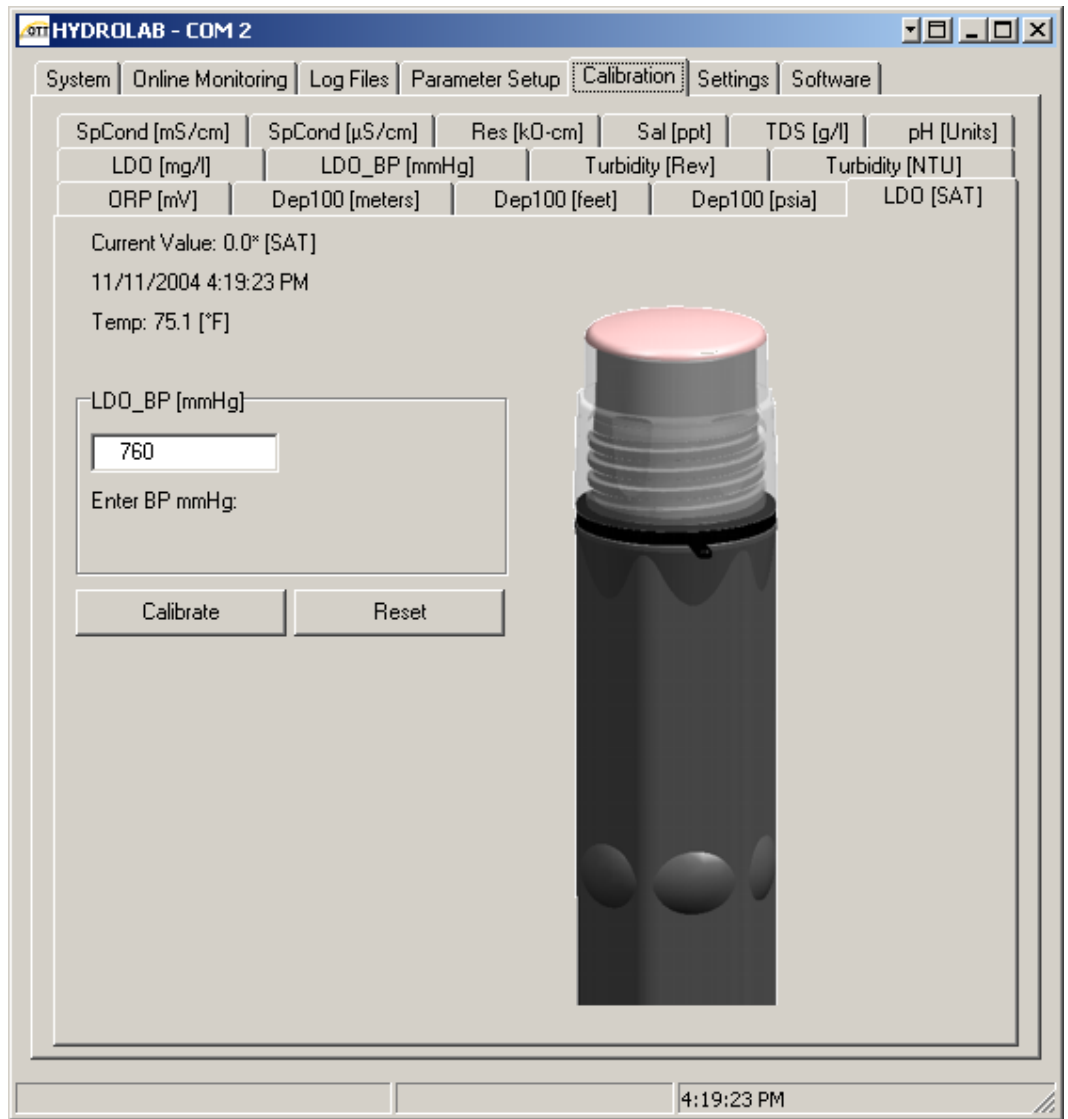 OTT HYDROLAB - COM 2
System Online Monitoring Log Files Parameter Setup Calibration Settings Software
SpCond [mS/cm] SpCond [µS/cm] Res [kO-cm] Sal [ppt] TDS [g/l] pH [Units]
LDO [mg/l] LDO_BP [mmHg] Turbidity [Rev] Turbidity [NTU]
ORP [mV] Dep100 [meters] Dep100 [feet] Dep100 [psia] LDO [SAT]
Current Value: 0.0* [SAT]
11/11/2004 4:19:23 PM
Temp: 75.1 [°F]
LDO_BP [mmHg]
760
Enter BP mmHg:
Calibrate Reset
4:19:23 PM